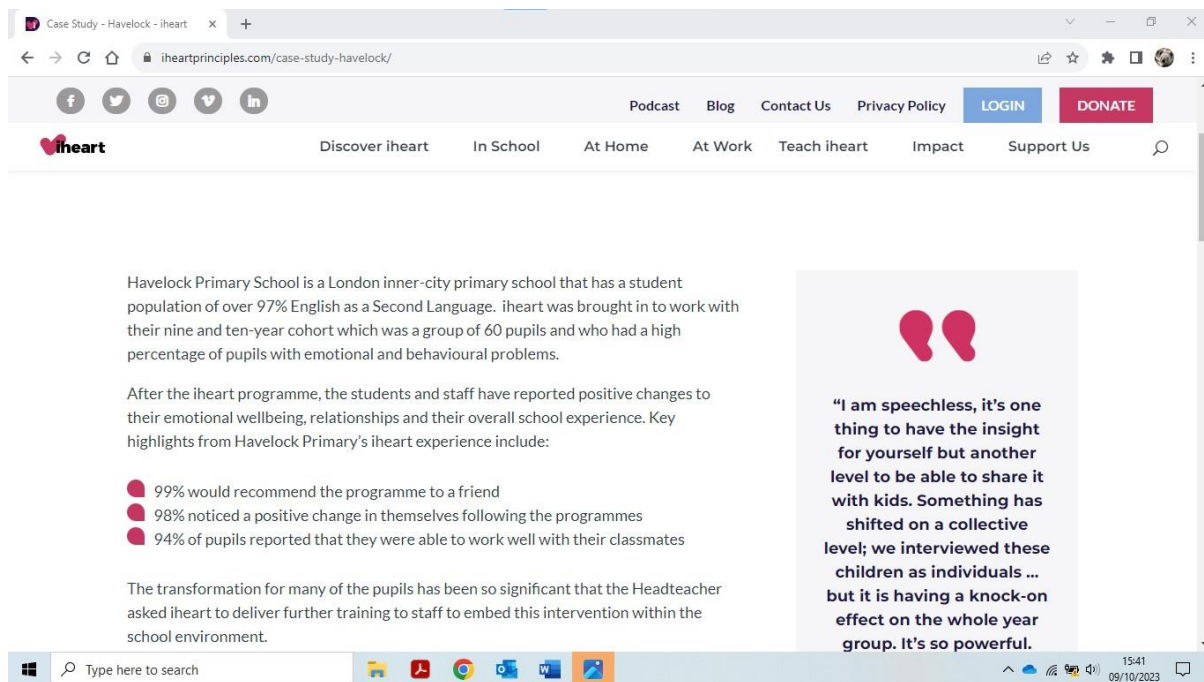 Case Study - Havelock - iheart
iheartprinciples.com/case-study-havelock/
Podcast Blog Contact Us Privacy Policy LOGIN DONATE
iheart Discover iheart In School At Home At Work Teach iheart Impact Support Us
Havelock Primary School is a London inner-city primary school that has a student
population of over 97% English as a Second Language. iheart was brought in to work with
their nine and ten-year cohort which was a group of 60 pupils and who had a high
percentage of pupils with emotional and behavioural problems.
After the iheart programme, the students and staff have reported positive changes to
their emotional wellbeing, relationships and their overall school experience. Key
highlights from Havelock Primary’s iheart experience include:
99% would recommend the programme to a friend
98% noticed a positive change in themselves following the programmes
94% of pupils reported that they were able to work well with their classmates
The transformation for many of the pupils has been so significant that the Headteacher
asked iheart to deliver further training to staff to embed this intervention within the
school environment.
“I am speechless, it’s one
thing to have the insight
for yourself but another
level to be able to share it
with kids. Something has
shifted on a collective
level; we interviewed these
children as individuals ...
but it is having a knock-on
effect on the whole year
group. It’s so powerful.
Type here to search
15:41
09/10/2023